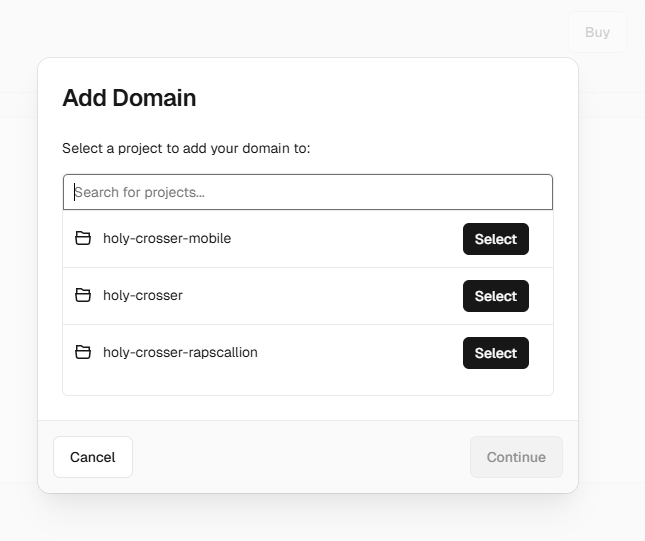 Buy
Add Domain
Select a project to add your domain to:
Search for projects...
holy-crosser-mobile Select
holy-crosser Select
holy-crosser-rapscallion Select
Cancel Continue